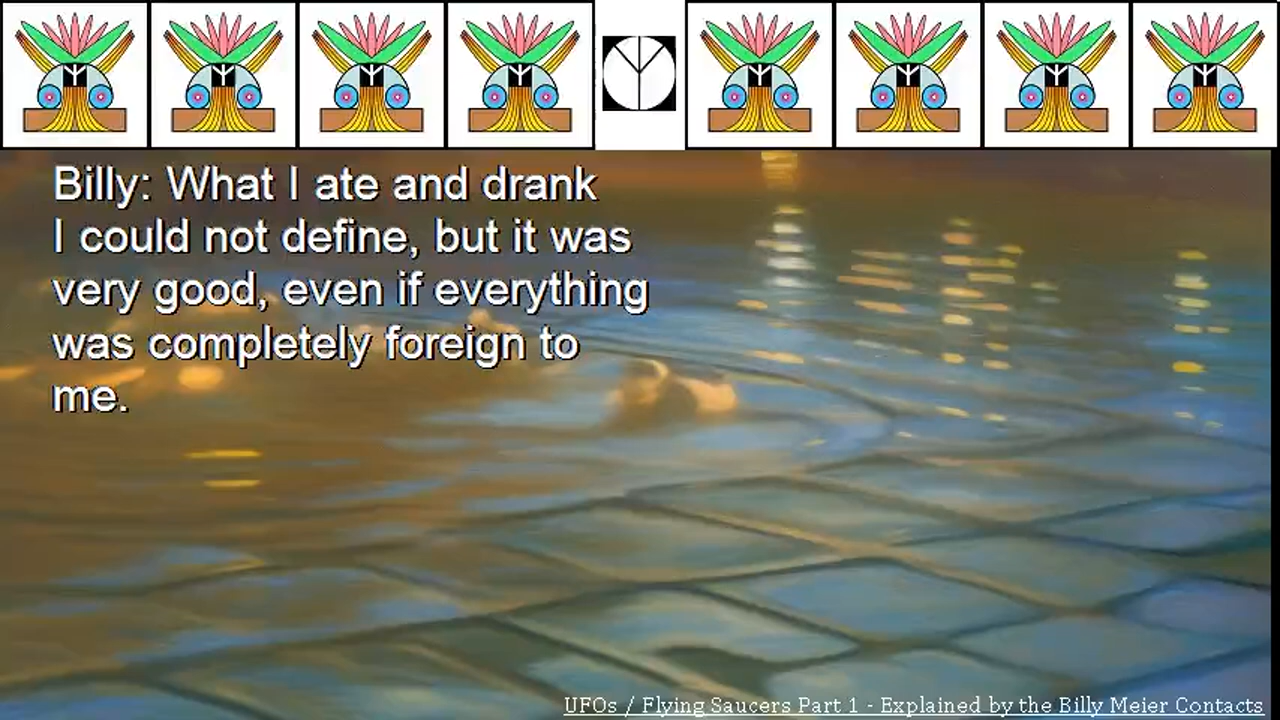 Billy: What I ate and drank
I could not define, but it was
very good, even if everything
was completely foreign to
me.
UFOs / Flying Saucers Part 1 - Explained by the Billy Meier Contacts